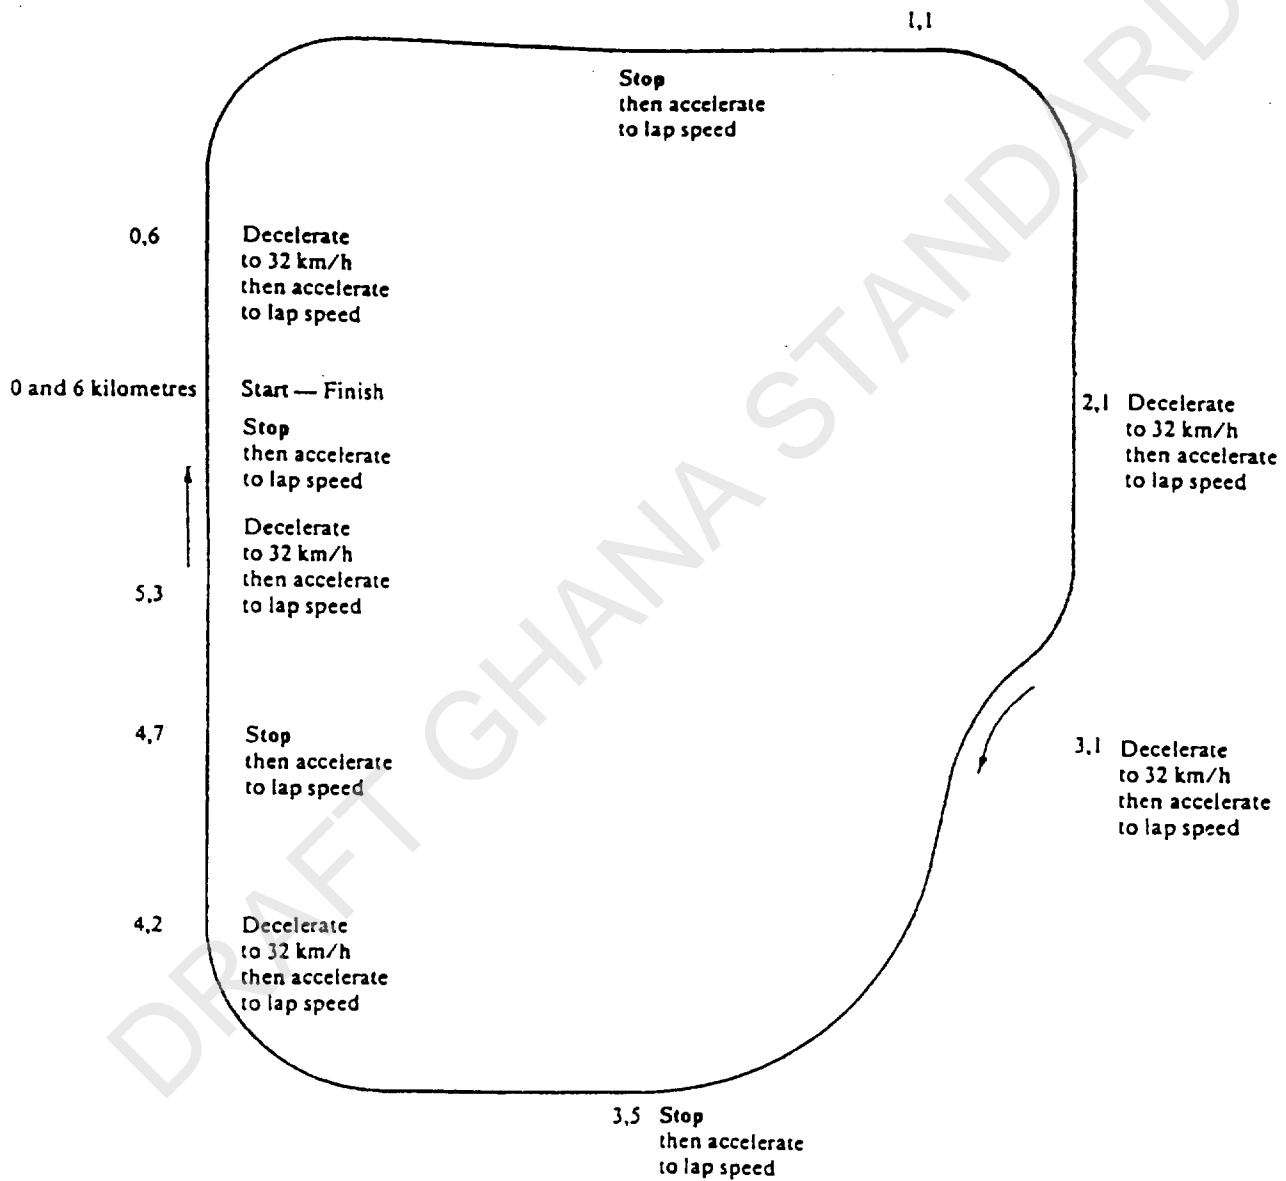 1,1
Stop
then accelerate
to lap speed
0,6
Decelerate
to 32 km/h
then accelerate
to lap speed
0 and 6 kilometres
Start — Finish
Stop
then accelerate
to lap speed
2,1 Decelerate
to 32 km/h
then accelerate
to lap speed
5,3
Decelerate
to 32 km/h
then accelerate
to lap speed
4,7
Stop
then accelerate
to lap speed
3,1 Decelerate
to 32 km/h
then accelerate
to lap speed
4,2
Decelerate
to 32 km/h
then accelerate
to lap speed
3,5 Stop
then accelerate
to lap speed
DRAFT GHANA STANDARD